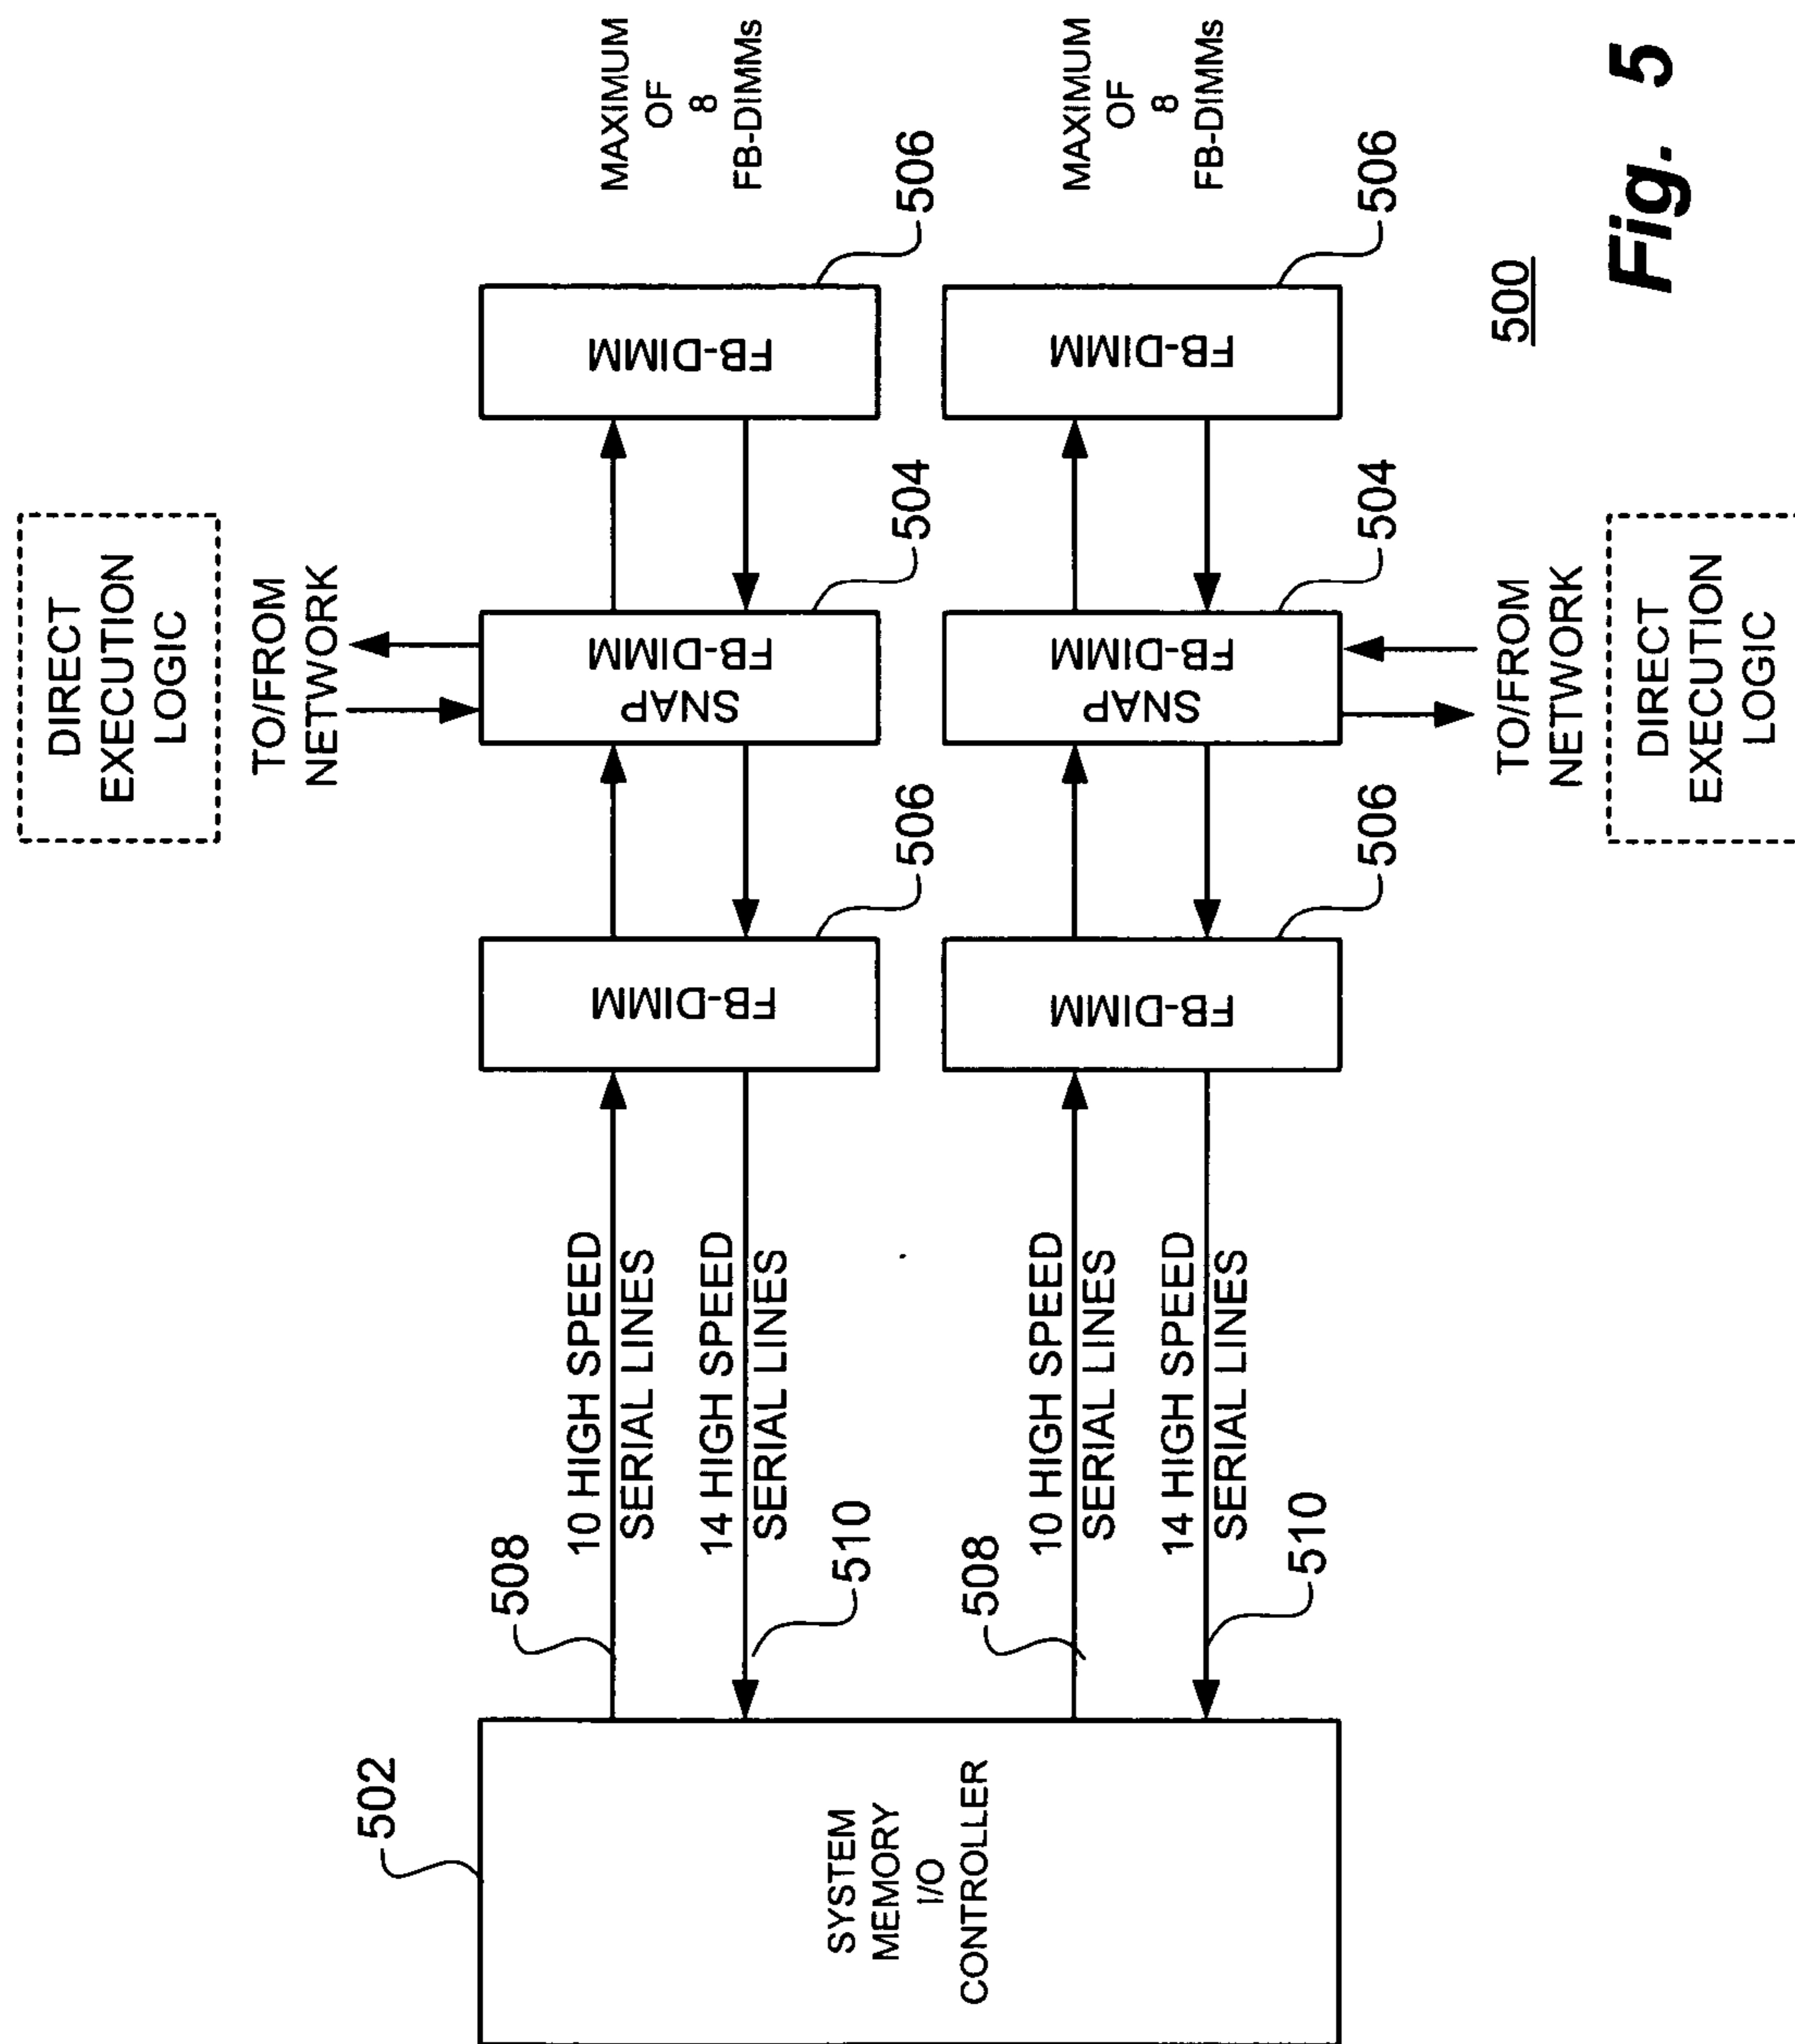 DIRECT
EXECUTION
LOGIC
TO/FROM
NETWORK
502
508
10 HIGH SPEED
SERIAL LINES
14 HIGH SPEED
SERIAL LINES
510
FB-DIMM
506
SNAP
FB-DIMM
504
FB-DIMM
506
MAXIMUM
OF
8
FB-DIMMs
SYSTEM
MEMORY
I/O
CONTROLLER
508
10 HIGH SPEED
SERIAL LINES
14 HIGH SPEED
SERIAL LINES
510
FB-DIMM
506
SNAP
FB-DIMM
504
FB-DIMM
506
MAXIMUM
OF
8
FB-DIMMs
TO/FROM
NETWORK
DIRECT
EXECUTION
LOGIC
500
Fig. 5